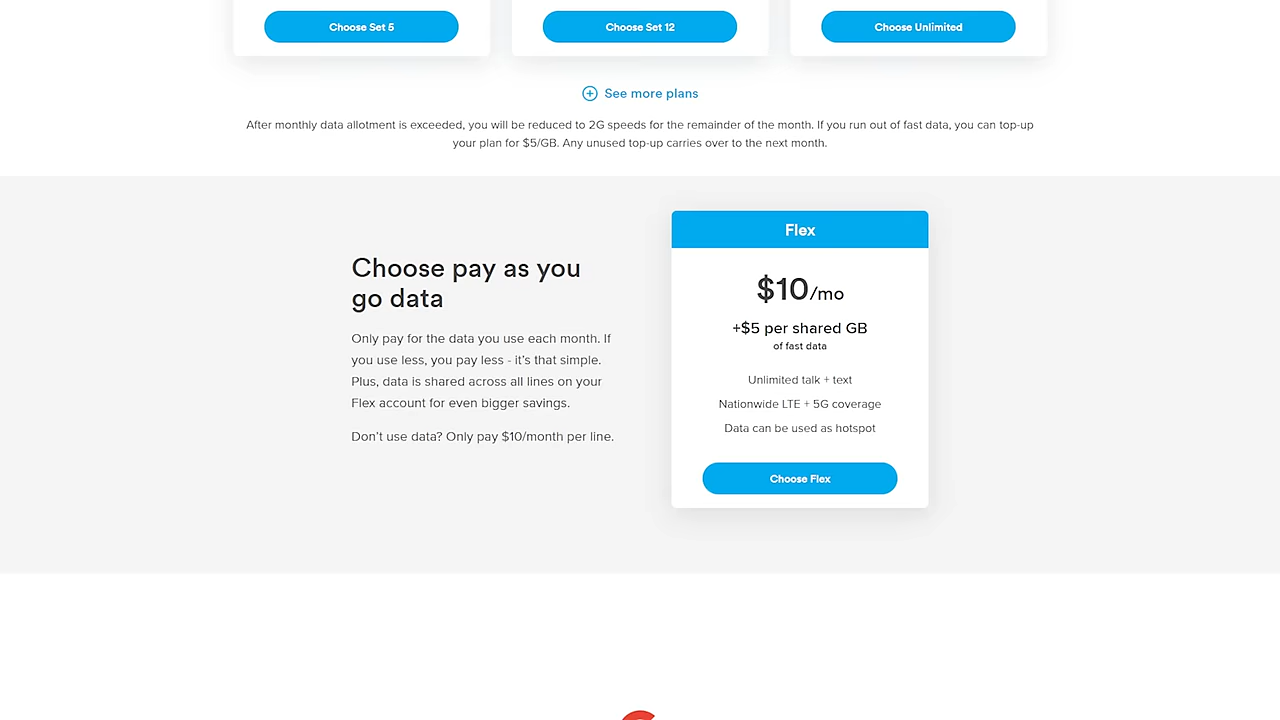 Choose Set 5
Choose Set 12
Choose Unlimited
See more plans
After monthly data allotment is exceeded, you will be reduced to 2G speeds for the remainder of the month. If you run out of fast data, you can top-up
your plan for $5/GB. Any unused top-up carries over to the next month.
Choose pay as you
go data
Only pay for the data you use each month. If
you use less, you pay less - it's that simple.
Plus, data is shared across all lines on your
Flex account for even bigger savings.
Don't use data? Only pay $10/month per line.
Flex
$10/mo
+$5 per shared GB
of fast data
Unlimited talk + text
Nationwide LTE + 5G coverage
Data can be used as hotspot
Choose Flex